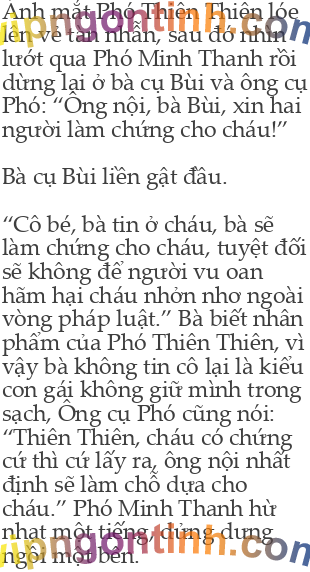 Ánh mắt Phó Thiên Thiên lóe
lên vẻ tàn nhẫn, sau đó nhìn
lướt qua Phó Minh Thanh rồi
dừng lại ở bà cụ Bùi và ông cụ
Phó: “Ông nội, bà Bùi, xin hai
người làm chứng cho cháu!”
Bà cụ Bùi liền gật đầu.
“Cô bé, bà tin ở cháu, bà sẽ
làm chứng cho cháu, tuyệt đối
sẽ không để người vu oan
hãm hại cháu nhởn nhơ ngoài
vòng pháp luật.” Bà biết nhân
phẩm của Phó Thiên Thiên, vì
vậy bà không tin cô lại là kiểu
con gái không giữ mình trong
sạch, Ông cụ Phó cũng nói:
“Thiên Thiên, cháu có chứng
cứ thì cứ lấy ra, ông nội nhất
định sẽ làm chỗ dựa cho
cháu.” Phó Minh Thanh hừ
nhạt một tiếng, dửng dưng
ngồi một bên.
vipngontinh.com
vipngontinh.com